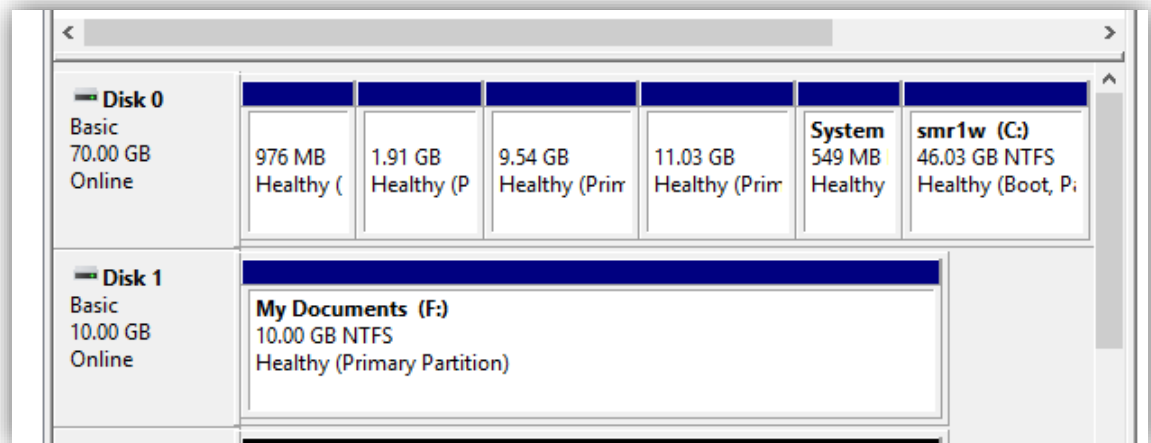 Disk 0
Basic
70.00 GB
Online
976 MB
Healthy (
1.91 GB
Healthy (P
9.54 GB
Healthy (Prim
11.03 GB
Healthy (Prim
System
549 MB
Healthy
smr1w (C:)
46.03 GB NTFS
Healthy (Boot, Pa
Disk 1
Basic
10.00 GB
Online
My Documents (F:)
10.00 GB NTFS
Healthy (Primary Partition)